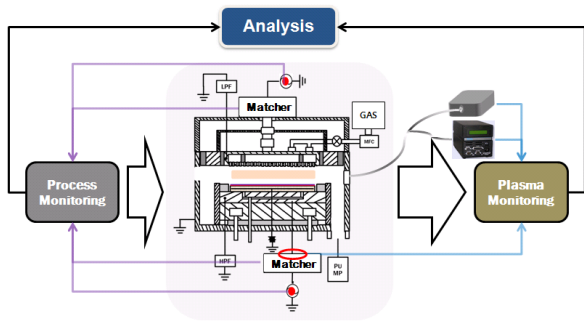 Analysis
LPF
Matcher
GAS
MFC
Process
Monitoring
Plasma
Monitoring
HPF
Matcher
PU
MP